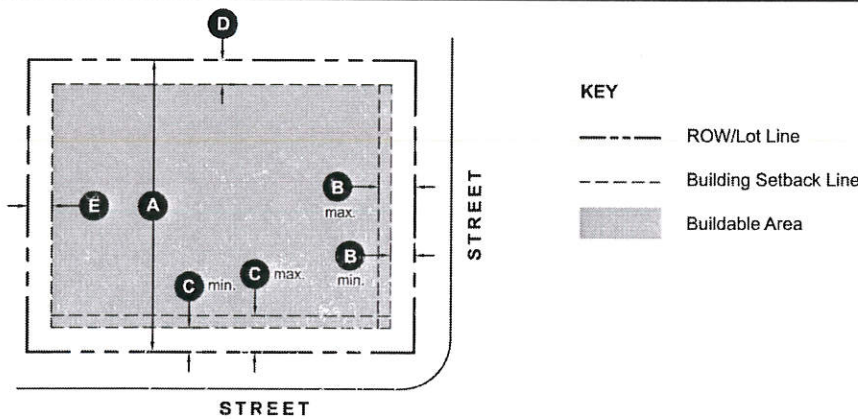 D
KEY
ROW/Lot Line
Building Setback Line
Buildable Area
E
A
B
max.
B
min.
C min.
C max.
STREET
STREET